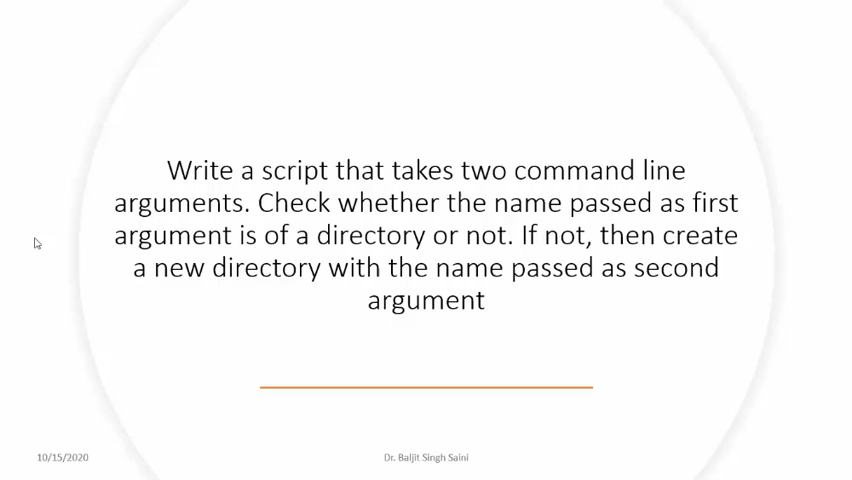 Write a script that takes two command line
arguments. Check whether the name passed as first
argument is of a directory or not. If not, then create
a new directory with the name passed as second
argument
10/15/2020
Dr. Baljit Singh Saini